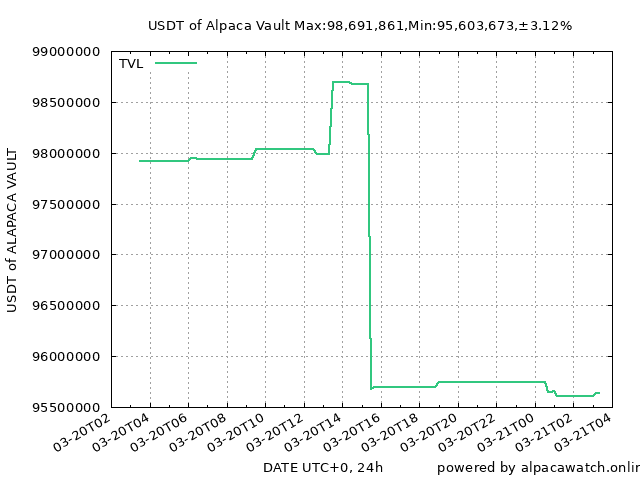 USDT of Alpaca Vault Max:98,691,861,Min:95,603,673,±3.12%
99000000
TVL
98500000
98000000
97500000
97000000
96500000
96000000
95500000
USDT of ALAPACA VAULT
03-20T02
03-20T04
03-20T06
03-20T08
03-20T10
03-20T12
03-20T14
03-20T16
03-20T18
03-20T20
03-20T22
03-21T00
03-21T02
03-21T04
DATE UTC+0, 24h
powered by alpacawatch.onlin